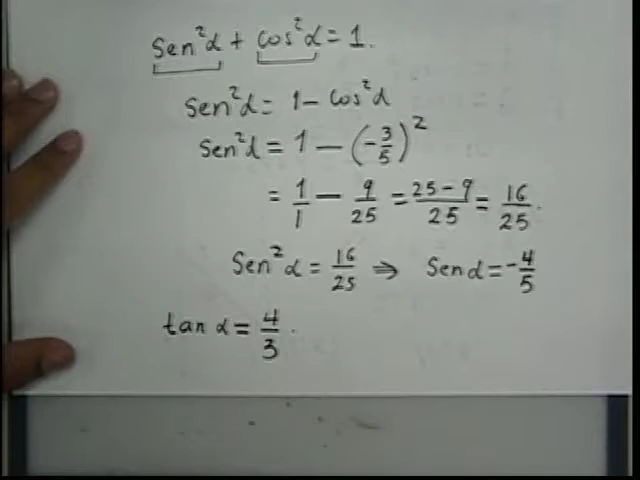 Sen²α + cos²α = 1.
Sen²α = 1 − cos²α
Sen²α = 1 − (−3/5)²
= 1/1 − 9/25 = 25−9/25 = 16/25.
Sen²α = 16/25 ⇒ Sen α = −4/5
tan α = 4/3.